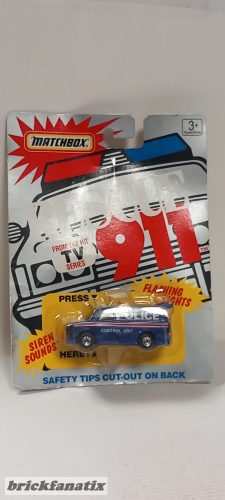 MATCHBOX
3+
911
FROM THE HIT
TV
SERIES
PRESS
FLASHING
POLICE
CONTROL UNIT
SIREN
SOUNDS
HERE!
SAFETY TIPS CUT-OUT ON BACK
brickfanatix